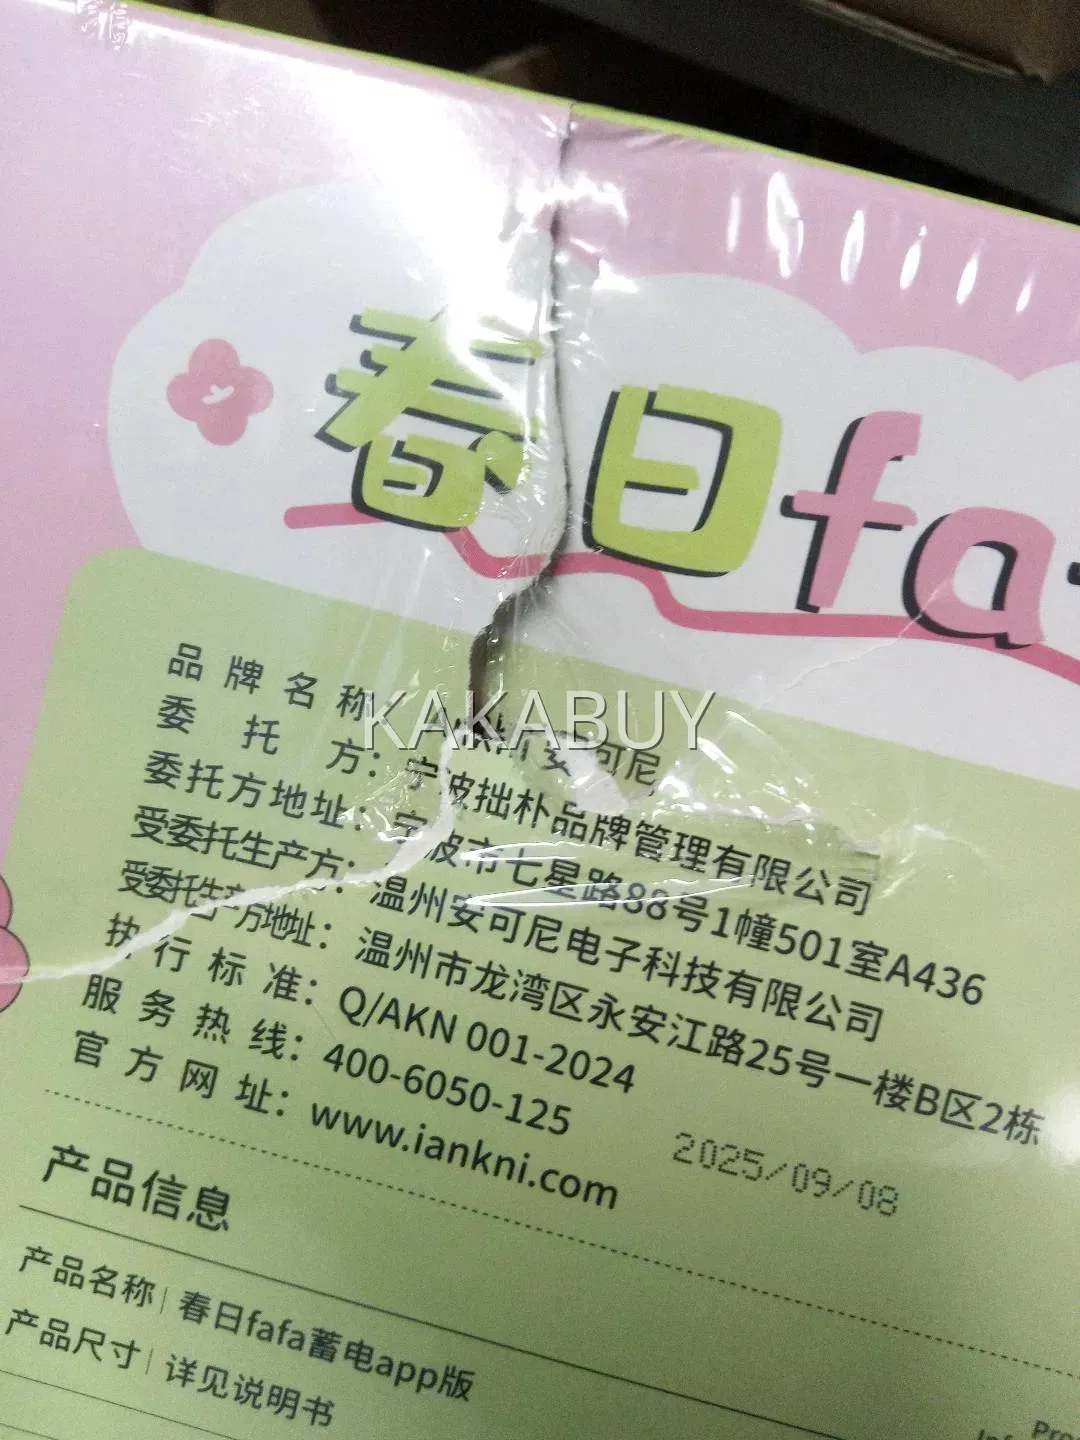 春日fa
KAKABUY
品牌名称
安可尼
委托方：宁波拙朴品牌管理有限公司
委托方地址：宁波市七星路88号1幢501室A436
受委托生产方：温州安可尼电子科技有限公司
受委托生产方地址：温州市龙湾区永安江路25号一楼B区2栋
执行标准：Q/AKN 001-2024
服务热线：400-6050-125
官方网址：www.iankni.com
2025/09/08
产品信息
产品名称 春日fafa蓄电app版
产品尺寸 详见说明书